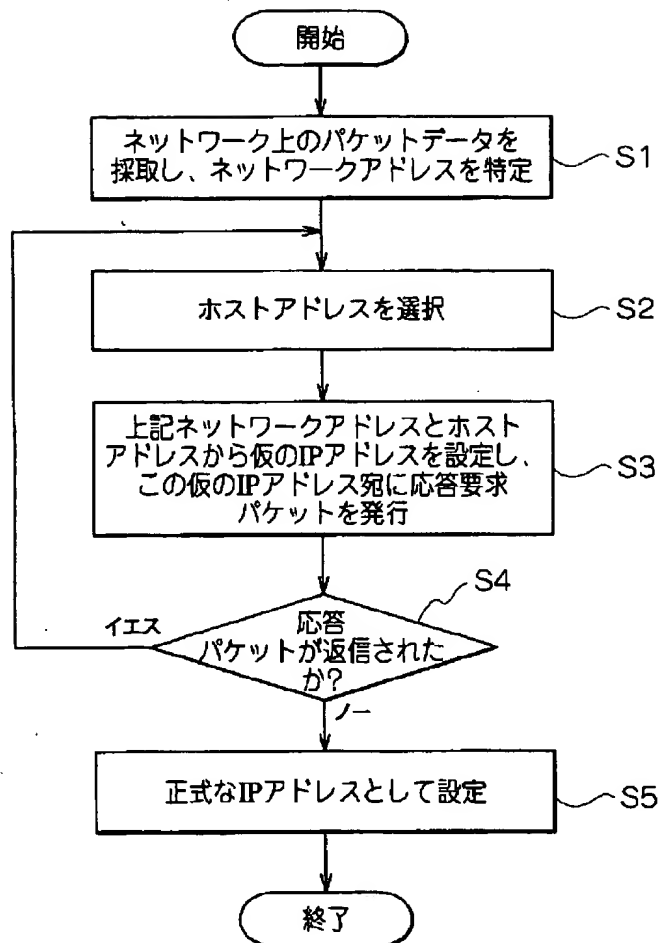 開始
ネットワーク上のパケットデータを
採取し、ネットワークアドレスを特定
S1
ホストアドレスを選択
S2
上記ネットワークアドレスとホスト
アドレスから仮のIPアドレスを設定し、
この仮のIPアドレス宛に応答要求
パケットを発行
S3
S4
イエス
応答
パケットが返信された
か?
ノー
正式なIPアドレスとして設定
S5
終了